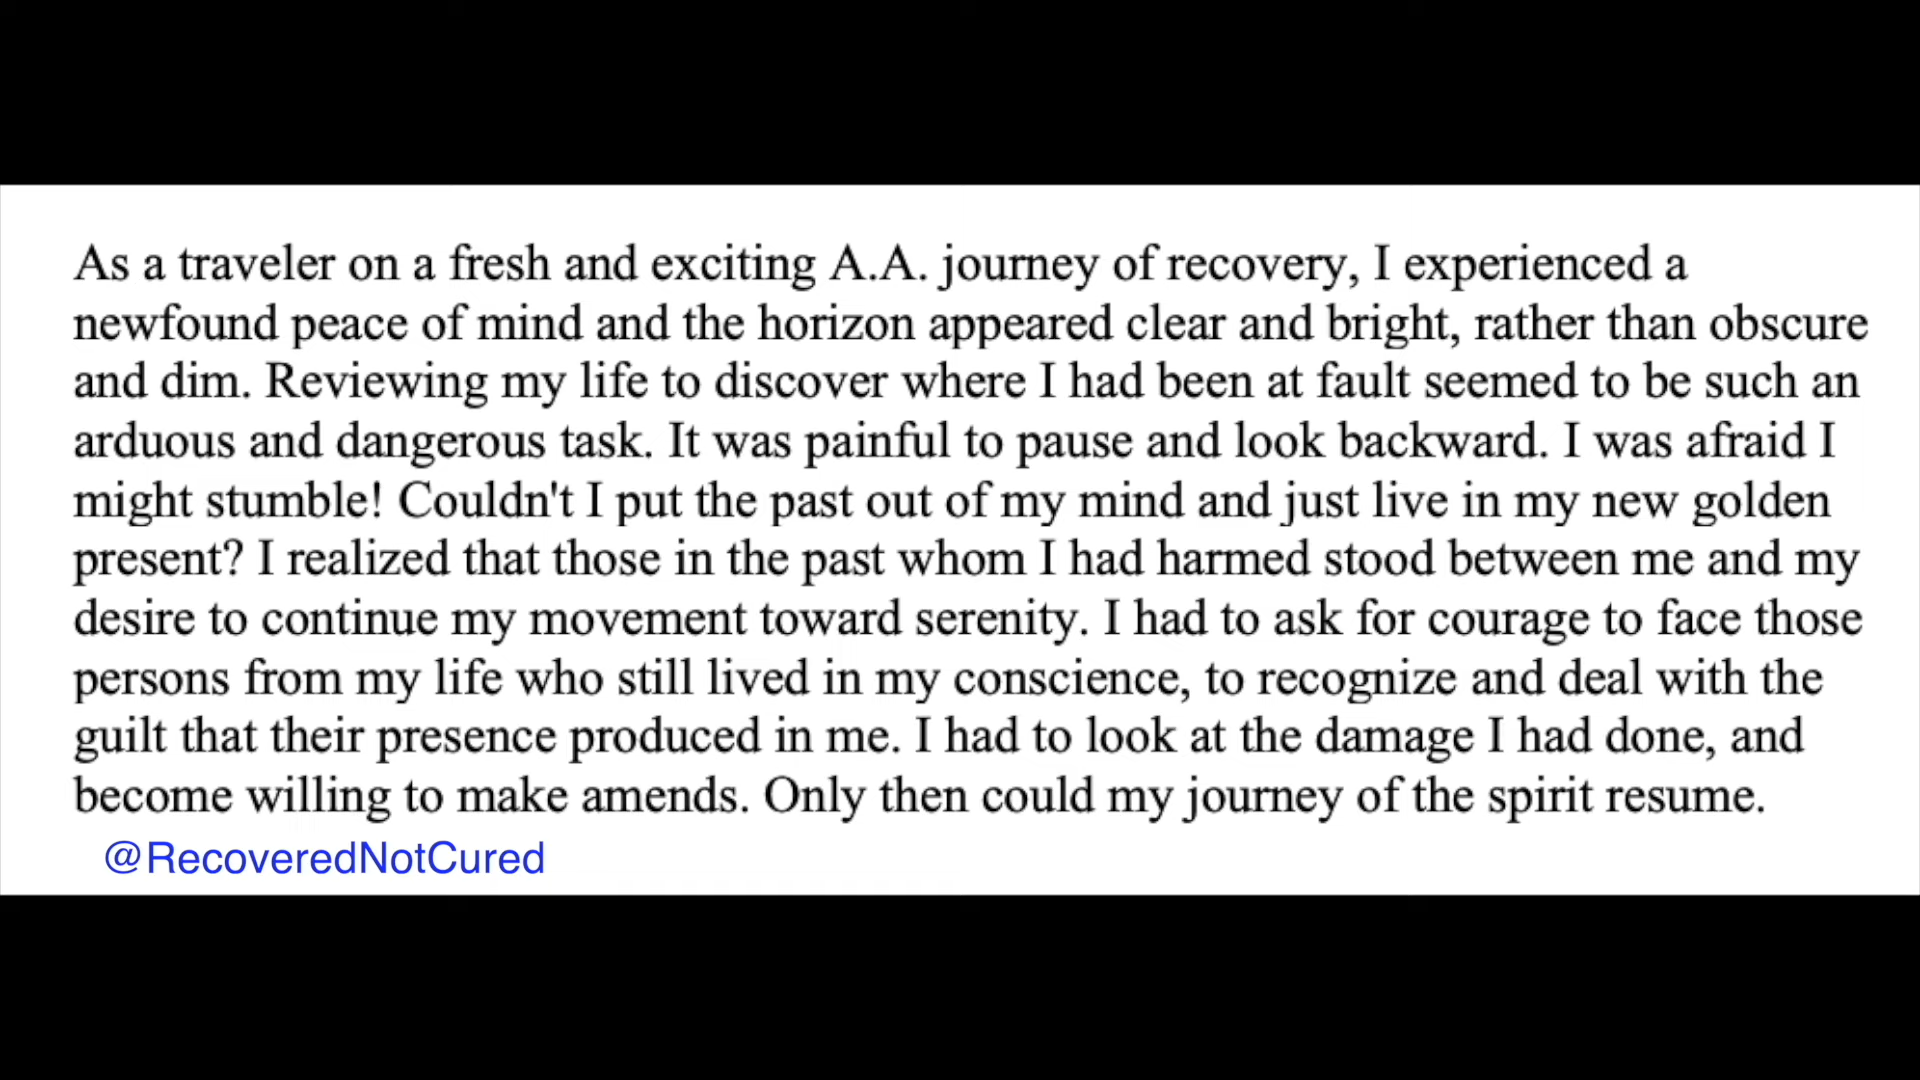 As a traveler on a fresh and exciting A.A. journey of recovery, I experienced a
newfound peace of mind and the horizon appeared clear and bright, rather than obscure
and dim. Reviewing my life to discover where I had been at fault seemed to be such an
arduous and dangerous task. It was painful to pause and look backward. I was afraid I
might stumble! Couldn't I put the past out of my mind and just live in my new golden
present? I realized that those in the past whom I had harmed stood between me and my
desire to continue my movement toward serenity. I had to ask for courage to face those
persons from my life who still lived in my conscience, to recognize and deal with the
guilt that their presence produced in me. I had to look at the damage I had done, and
become willing to make amends. Only then could my journey of the spirit resume.
@RecoveredNotCured